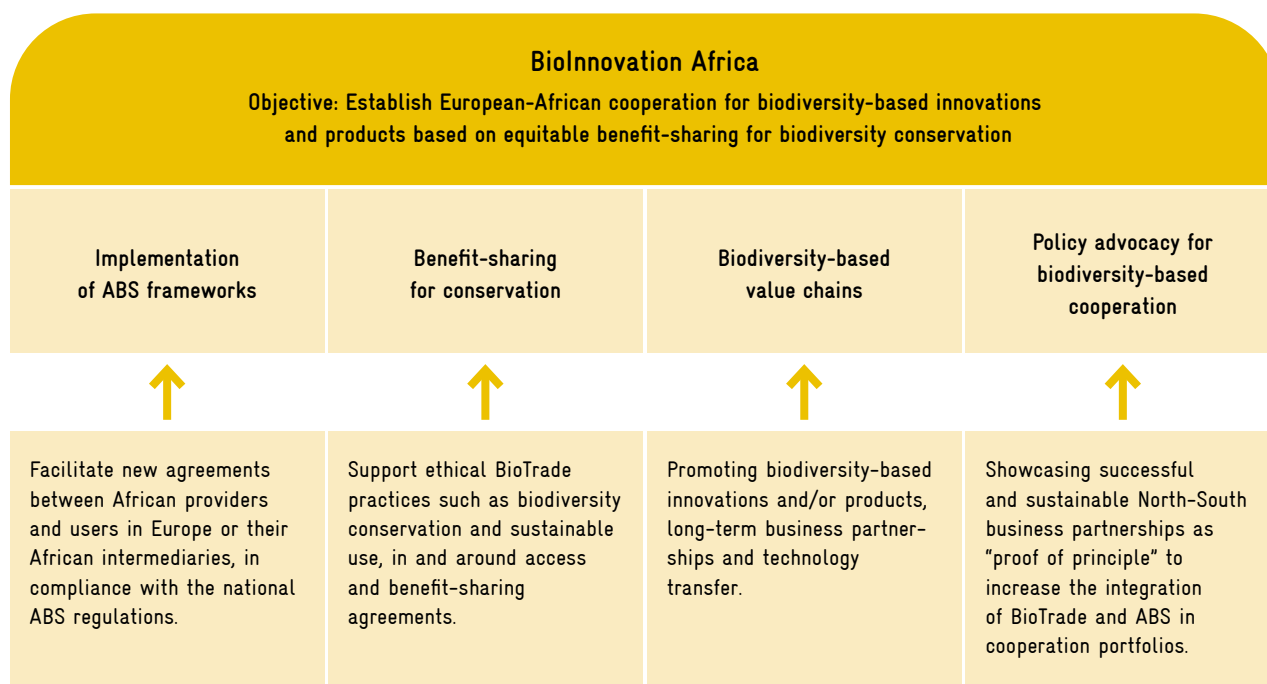 BioInnovation Africa
Objective: Establish European-African cooperation for biodiversity-based innovations
and products based on equitable benefit-sharing for biodiversity conservation
Implementation
of ABS frameworks
Benefit-sharing
for conservation
Biodiversity-based
value chains
Policy advocacy for
biodiversity-based
cooperation
Facilitate new agreements
between African providers
and users in Europe or their
African intermediaries, in
compliance with the national
ABS regulations.
Support ethical BioTrade
practices such as biodiversity
conservation and sustainable
use, in and around access
and benefit-sharing
agreements.
Promoting biodiversity-based
innovations and/or products,
long-term business partner-
ships and technology
transfer.
Showcasing successful
and sustainable North-South
business partnerships as
“proof of principle” to
increase the integration
of BioTrade and ABS in
cooperation portfolios.